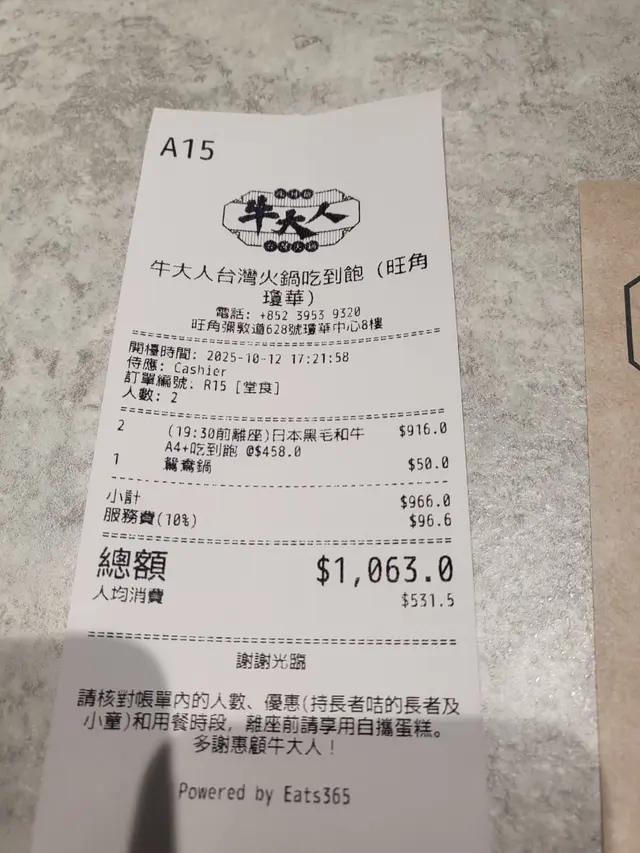 A15
牛大人
台灣火鍋
牛大人台灣火鍋吃到飽 (旺角
瓊華)
電話: +852 3953 9320
旺角彌敦道628號瓊華中心8樓
開檯時間: 2025-10-12 17:21:58
侍應: Cashier
訂單編號: R15 [堂食]
人數: 2
2 (19:30前離座)日本黑毛和牛 $916.0
A4+吃到飽 @$458.0
1 鴛鴦鍋 $50.0
小計 $966.0
服務費(10%) $96.6
總額 $1,063.0
人均消費 $531.5
謝謝光臨
請核對帳單內的人數、優惠(持長者咭的長者及
小童)和用餐時段, 離座前請享用自攜蛋糕。
多謝惠顧牛大人!
Powered by Eats365